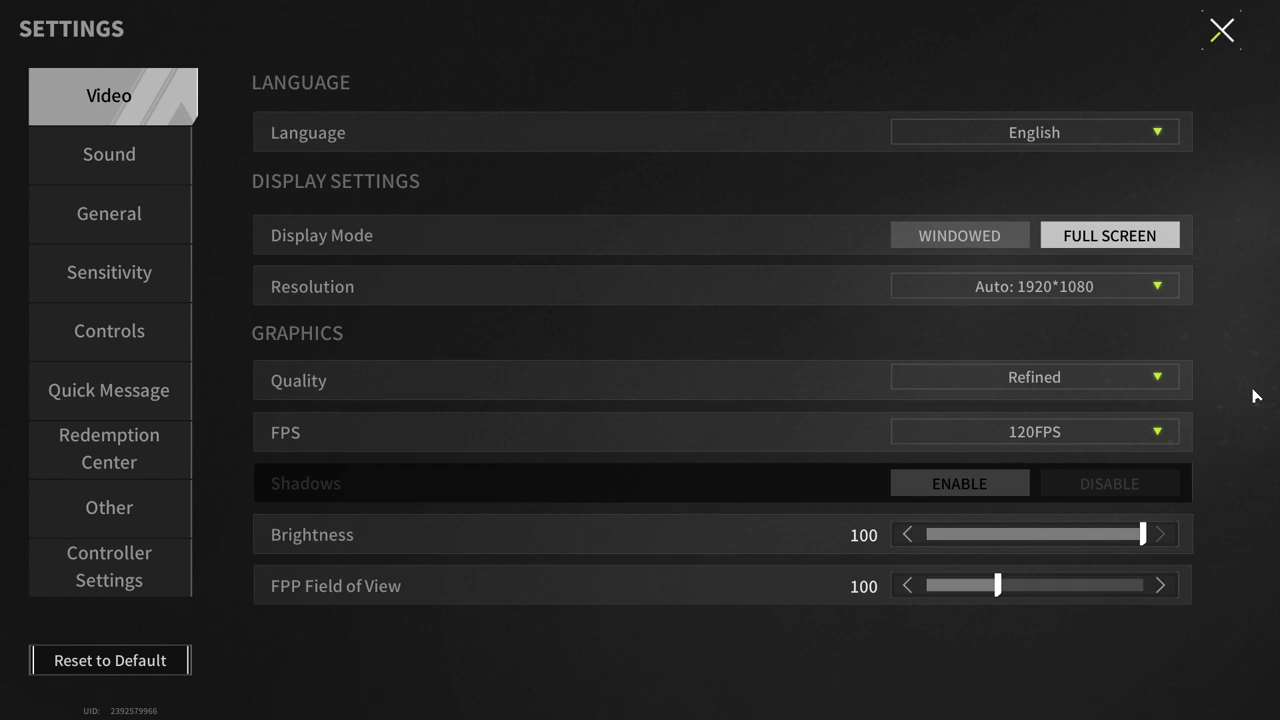 SETTINGS
Video
Sound
General
Sensitivity
Controls
Quick Message
Redemption
Center
Other
Controller
Settings
Reset to Default
UID: 2392579966
LANGUAGE
Language English
DISPLAY SETTINGS
Display Mode WINDOWED FULL SCREEN
Resolution Auto: 1920*1080
GRAPHICS
Quality Refined
FPS 120FPS
Shadows ENABLE DISABLE
Brightness 100
FPP Field of View 100